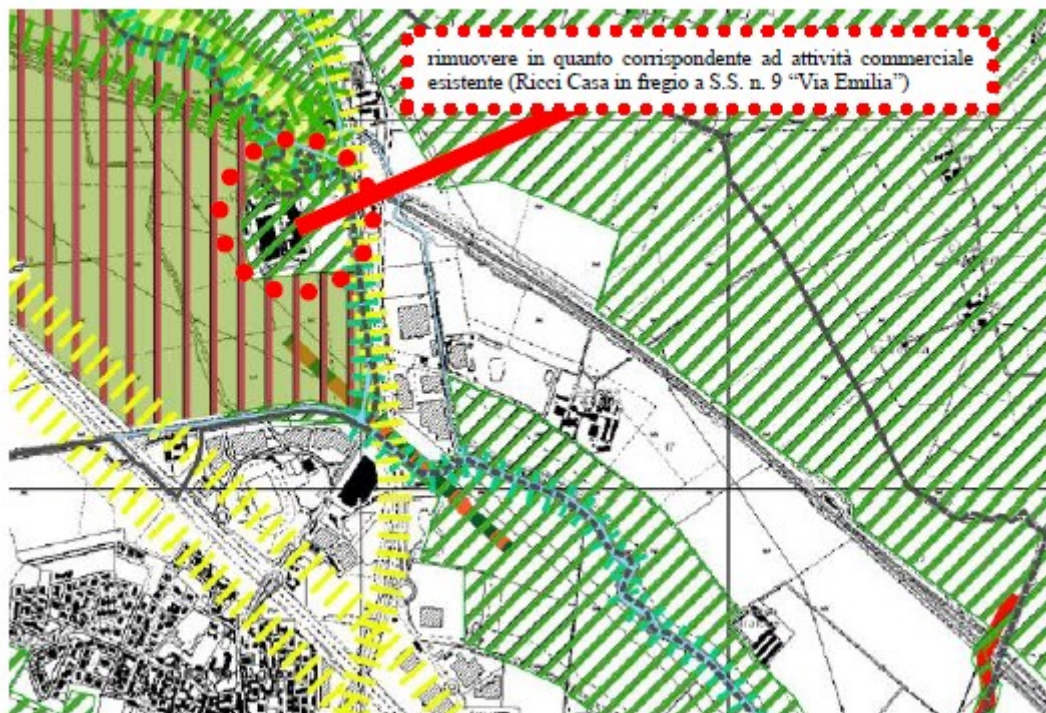 rimuovere in quanto corrispondente ad attività commerciale
esistente (Ricci Casa in fregio a S.S. n. 9 “Via Emilia”)